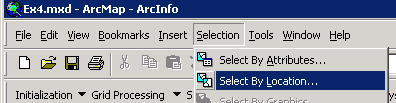 Ex4.mxd - ArcMap - ArcInfo
File Edit View Bookmarks Insert Selection Tools Window Help
Select By Attributes...
Select By Location...
Initialization Grid Processing Select By Graphics